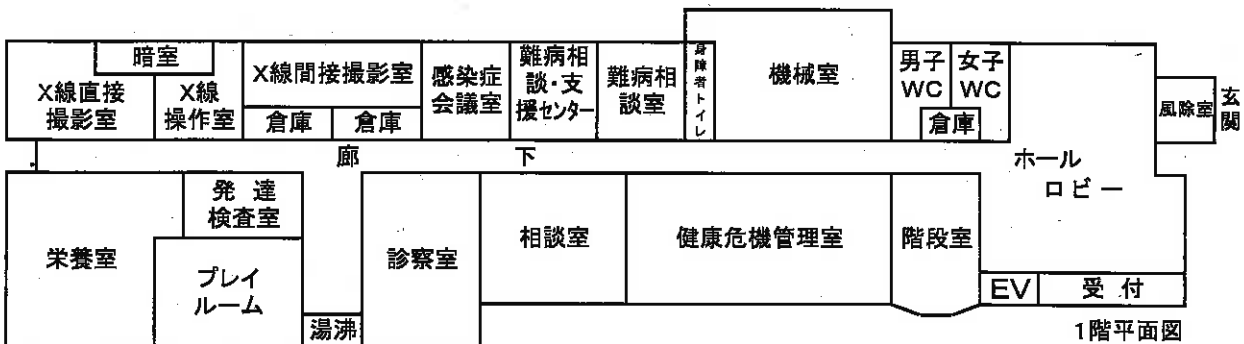 暗室
X線直接
撮影室
X線
操作室
X線間接撮影室
倉庫
倉庫
感染症
会議室
難病相
談・支
援センター
難病相
談室
身障者トイレ
機械室
男子
WC
女子
WC
倉庫
風除室
玄関
廊下
ホール
ロビー
栄養室
発達
検査室
プレイ
ルーム
湯沸
診察室
相談室
健康危機管理室
階段室
EV
受付
1階平面図